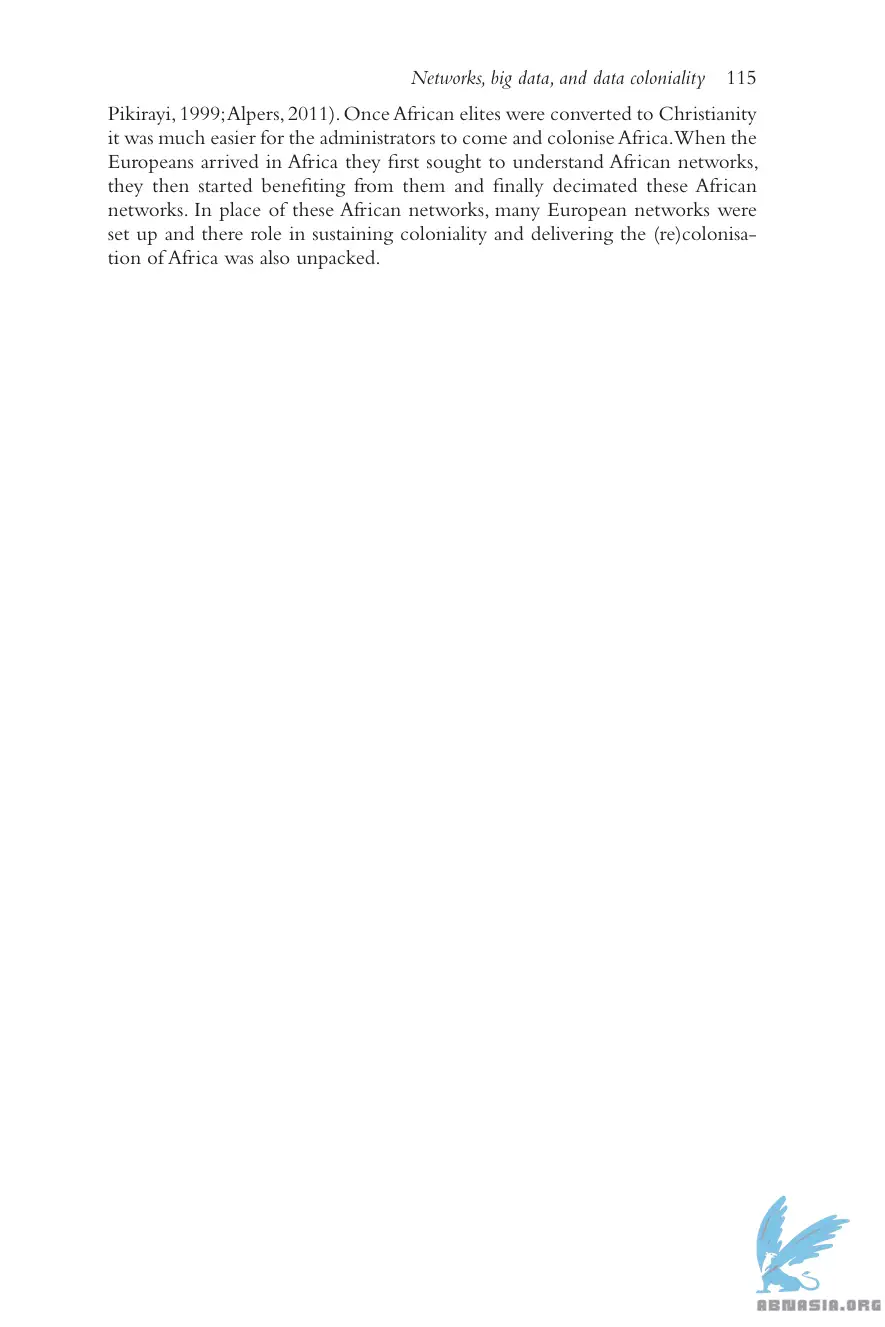 Networks, big data, and data coloniality 115
Pikirayi, 1999; Alpers, 2011). Once African elites were converted to Christianity
it was much easier for the administrators to come and colonise Africa. When the
Europeans arrived in Africa they first sought to understand African networks,
they then started benefiting from them and finally decimated these African
networks. In place of these African networks, many European networks were
set up and there role in sustaining coloniality and delivering the (re)colonisa-
tion of Africa was also unpacked.
ABNASIA.ORG